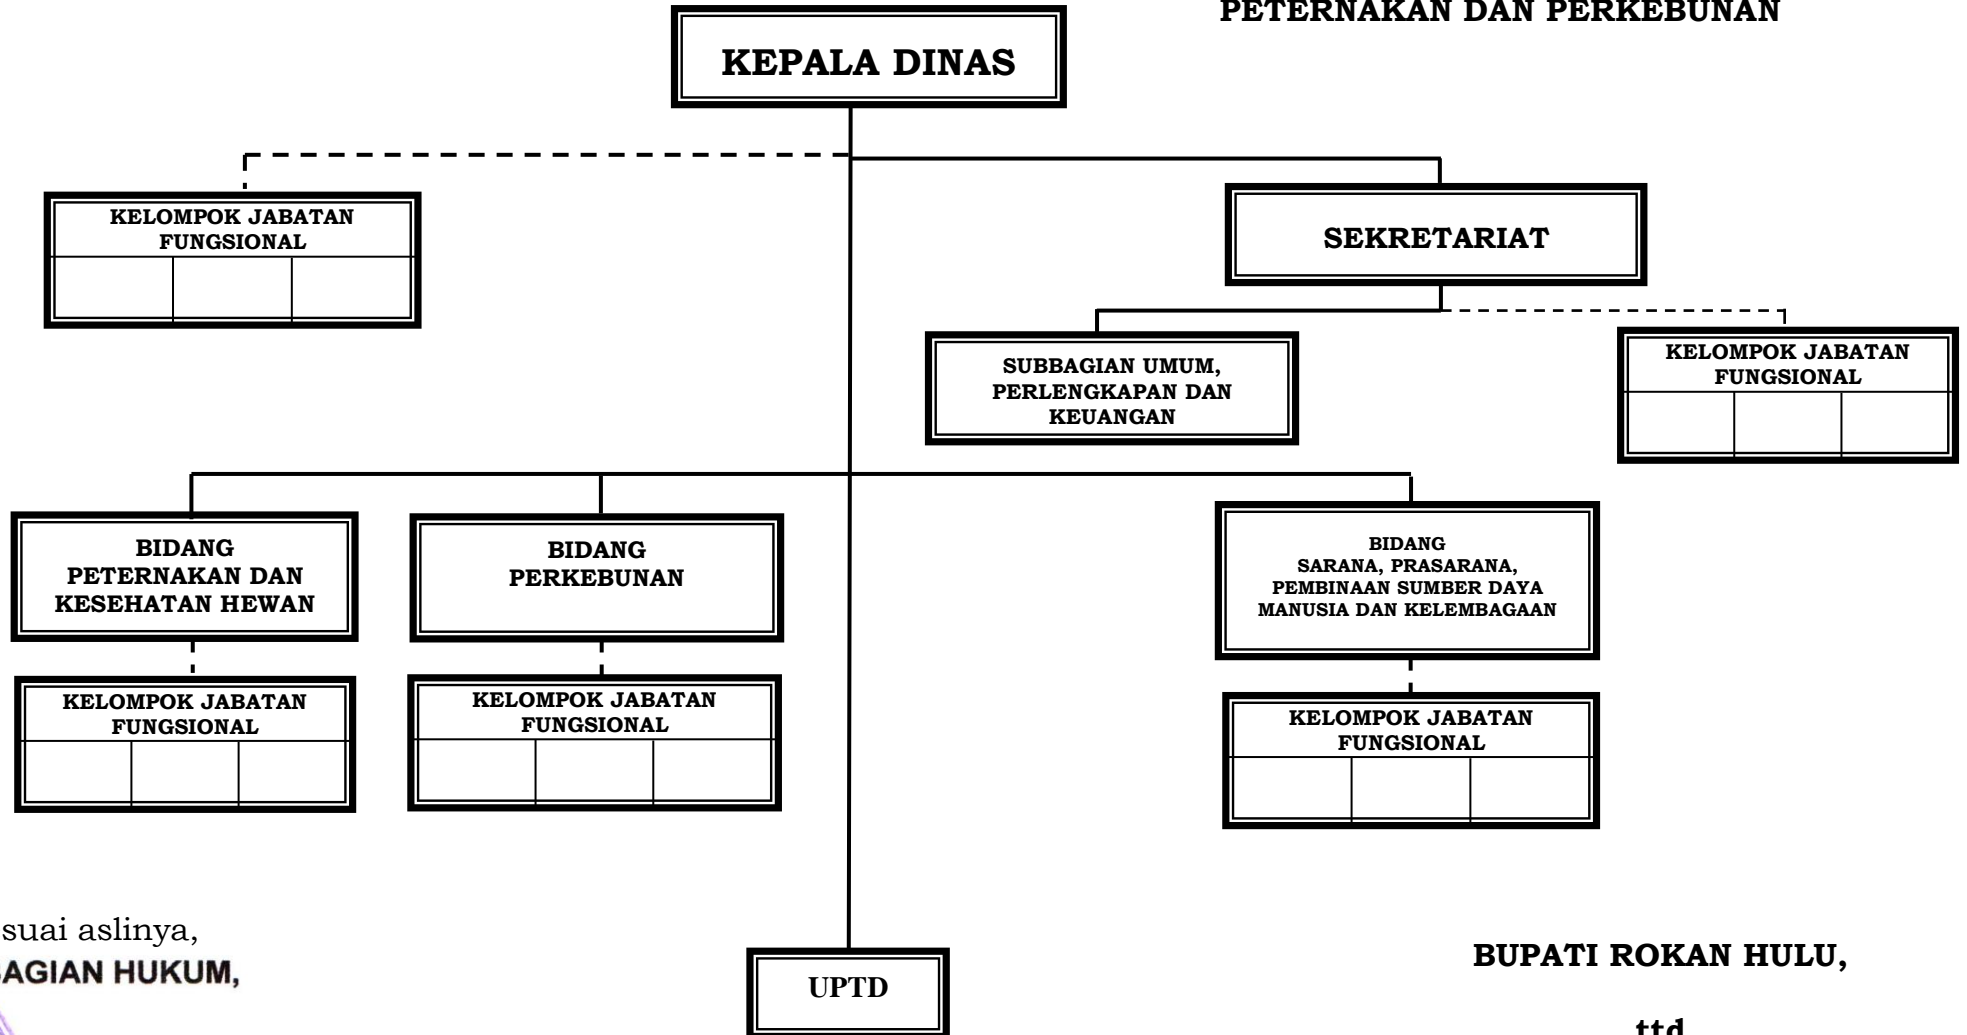 PETERNAKAN DAN PERKEBUNAN
KEPALA DINAS
KELOMPOK JABATAN
FUNGSIONAL
SEKRETARIAT
SUBBAGIAN UMUM,
PERLENGKAPAN DAN
KEUANGAN
KELOMPOK JABATAN
FUNGSIONAL
BIDANG
PETERNAKAN DAN
KESEHATAN HEWAN
BIDANG
PERKEBUNAN
BIDANG
SARANA, PRASARANA,
PEMBINAAN SUMBER DAYA
MANUSIA DAN KELEMBAGAAN
KELOMPOK JABATAN
FUNGSIONAL
KELOMPOK JABATAN
FUNGSIONAL
KELOMPOK JABATAN
FUNGSIONAL
suai aslinya,
AGIAN HUKUM,
UPTD
BUPATI ROKAN HULU,
ttd